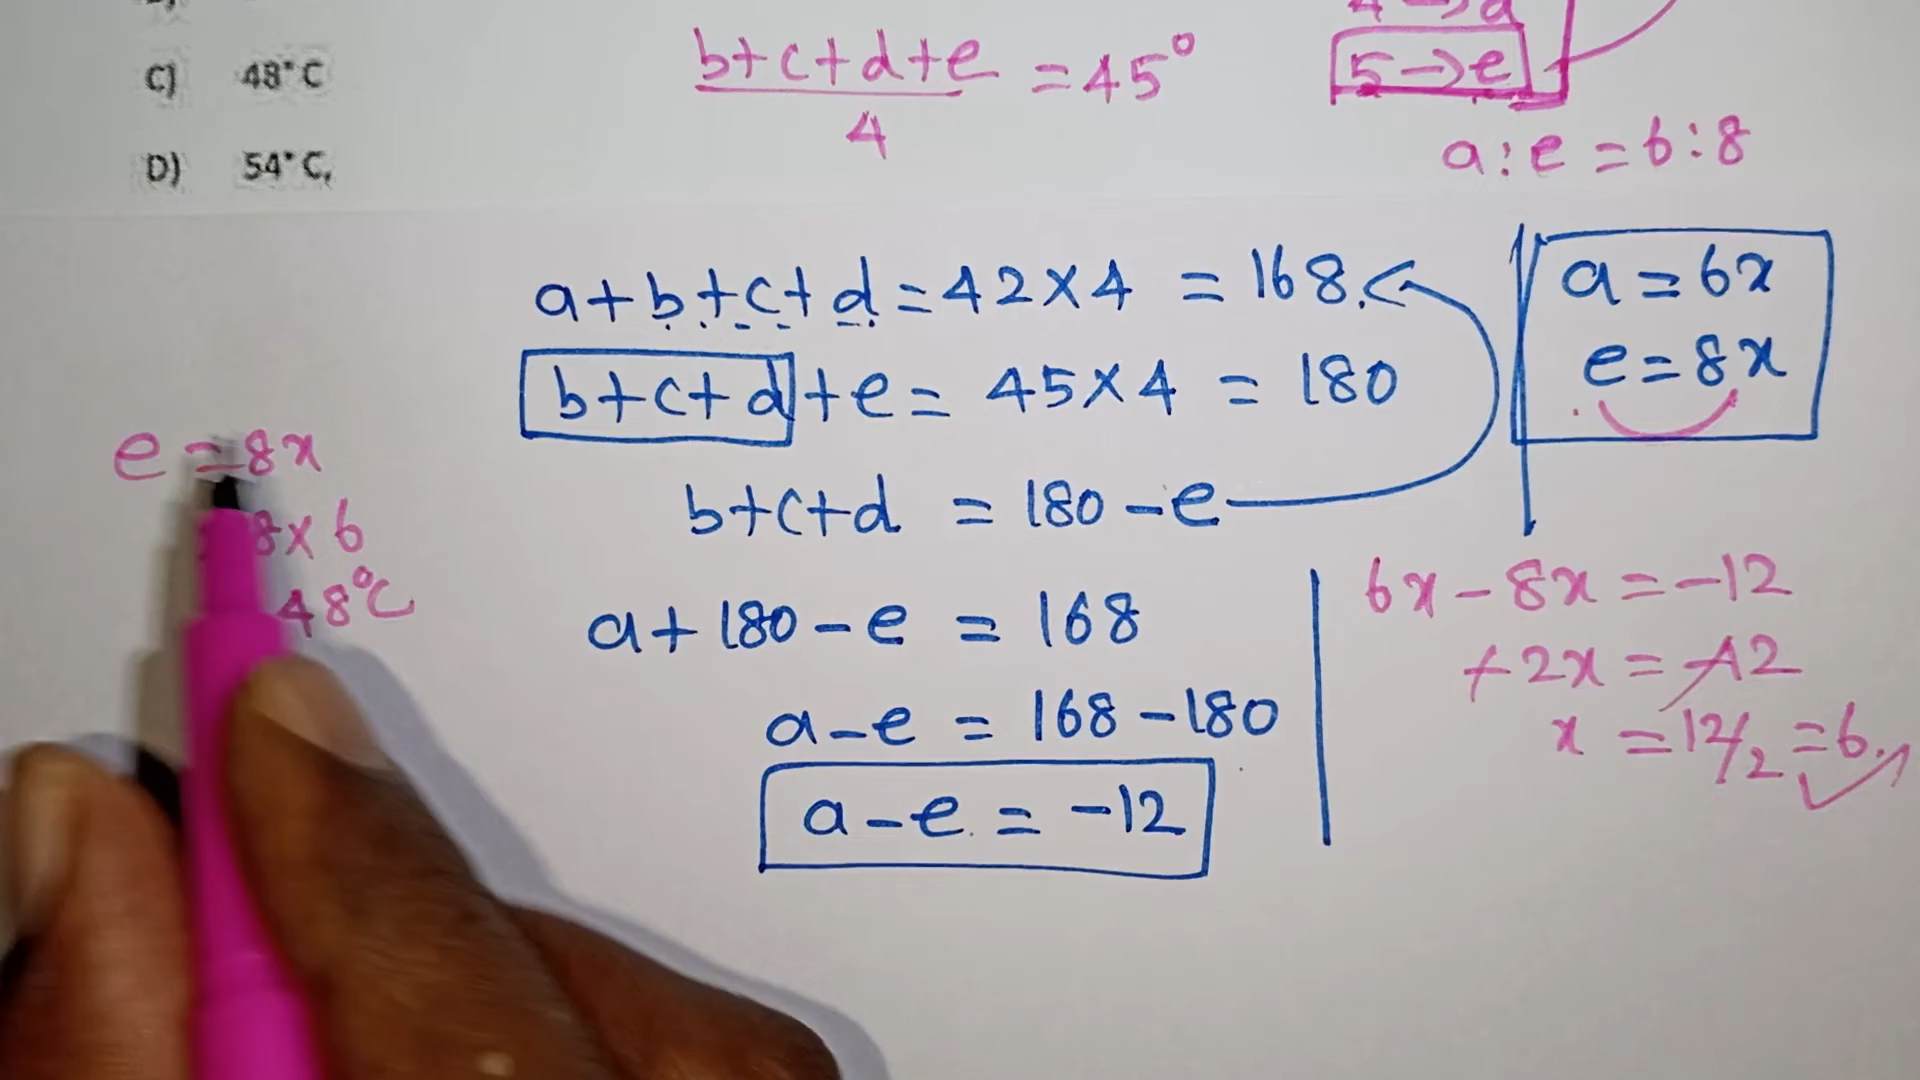 C) 48°C
D) 54°C,
b+c+d+e
4
=45°
5→e
a:e=6:8
a+b+c+d=42×4 = 168.
b+c+d+e= 45×4 = 180
b+c+d = 180-e
a+180-e = 168
a-e = 168-180
a-e. = -12
a=6x
e=8x
6x-8x=-12
+2x=-12
x =12/2 =6.
e=8x
8×6
48°C